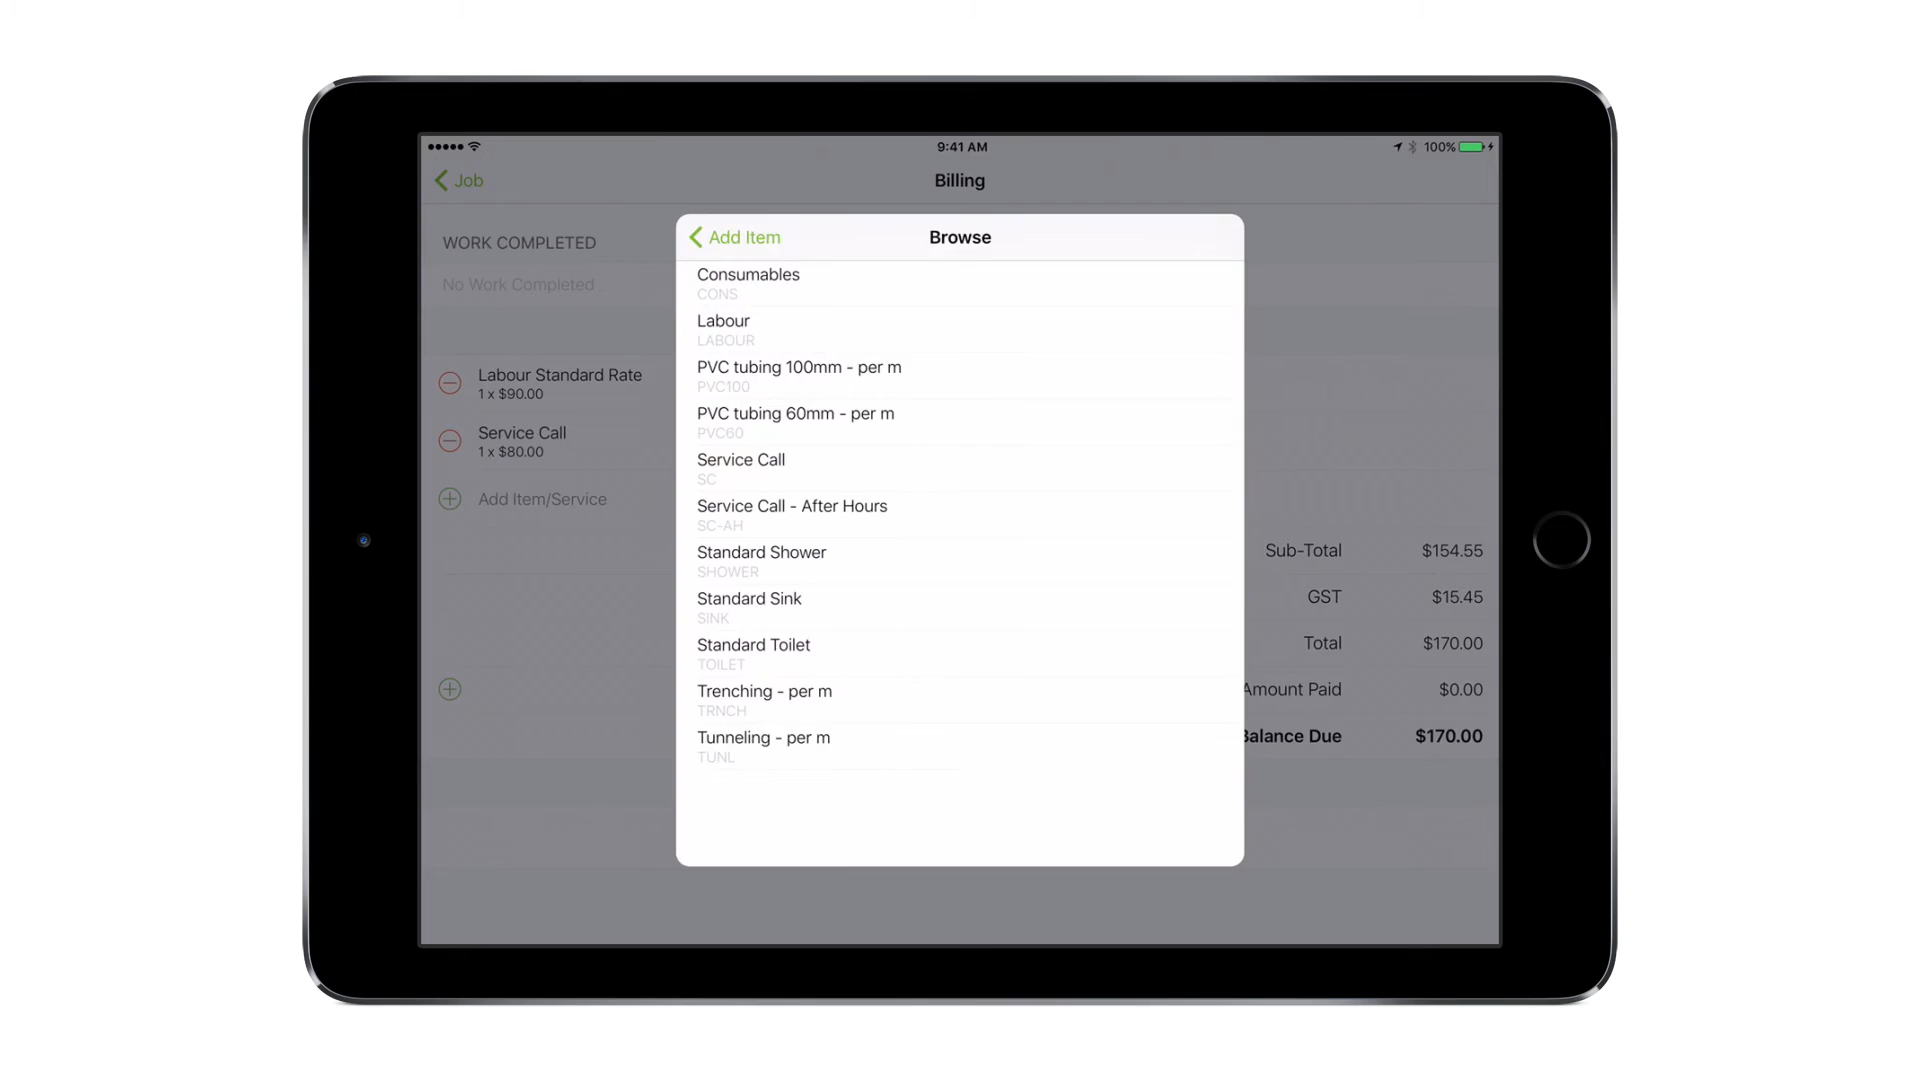 9:41 AM
100%
Job
Billing
WORK COMPLETED
No Work Completed
Labour Standard Rate
1 x $90.00
Service Call
1 x $80.00
Add Item/Service
Add Item
Browse
Consumables
CONS
Labour
LABOUR
PVC tubing 100mm - per m
PVC100
PVC tubing 60mm - per m
PVC60
Service Call
SC
Service Call - After Hours
SC-AH
Standard Shower
SHOWER
Standard Sink
SINK
Standard Toilet
TOILET
Trenching - per m
TRNCH
Tunneling - per m
TUNL
Sub-Total $154.55
GST $15.45
Total $170.00
Amount Paid $0.00
Balance Due $170.00